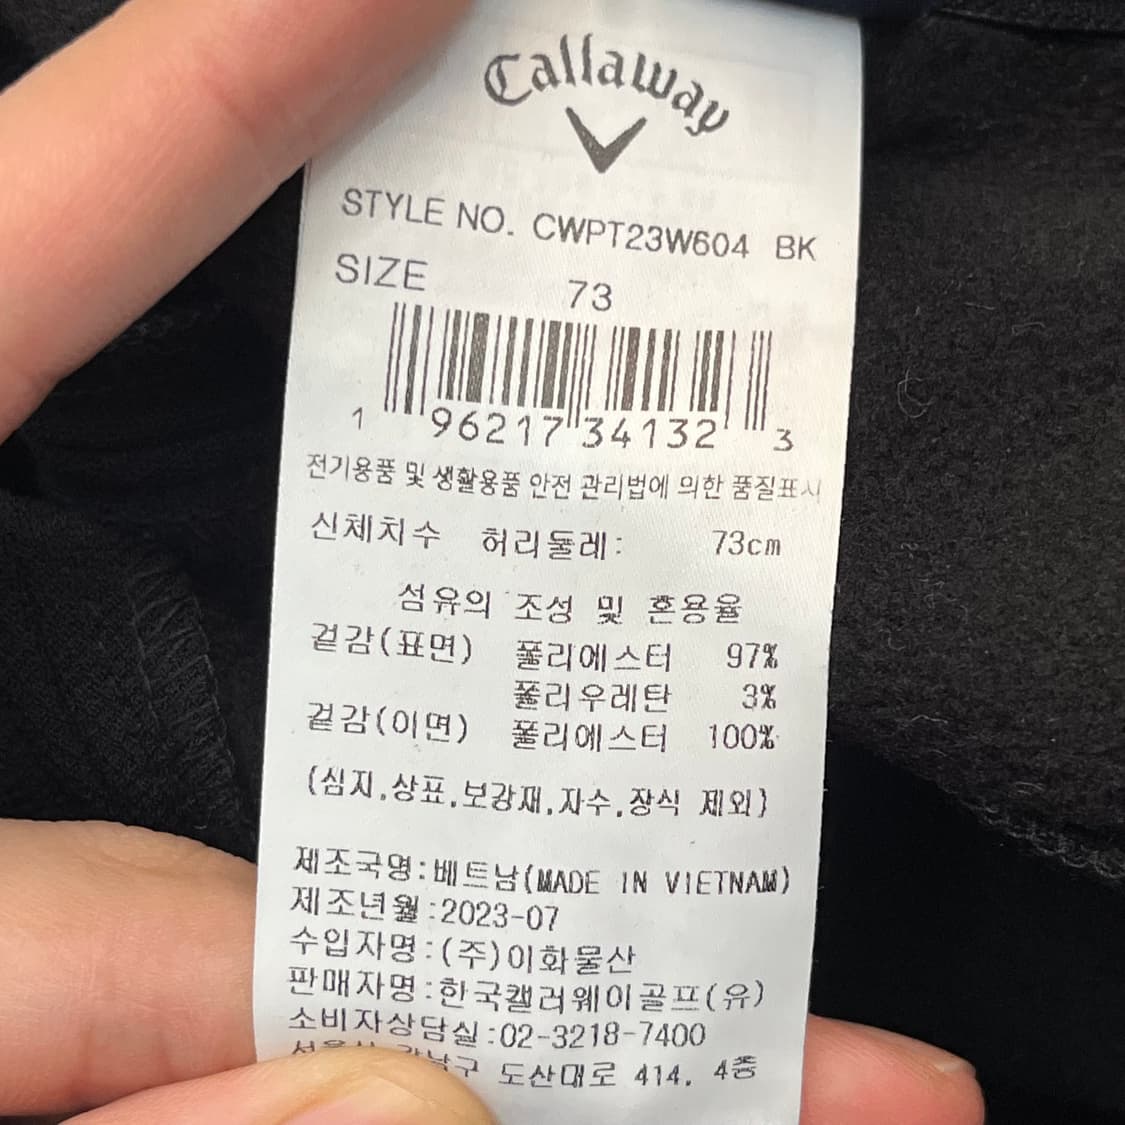 Callaway
STYLE NO. CWPT23W604 BK
SIZE 73
1 96217 34132 3
전기용품 및 생활용품 안전 관리법에 의한 품질표시
신체치수 허리둘레: 73cm
섬유의 조성 및 혼용율
겉감(표면) 폴리에스터 97%
폴리우레탄 3%
겉감(이면) 폴리에스터 100%
(심지.상표.보강재.자수.장식 제외)
제조국명:베트남(MADE IN VIETNAM)
제조년월:2023-07
수입자명:(주)이화물산
판매자명:한국캘러웨이골프(유)
소비자상담실:02-3218-7400
도산대로 414. 4층